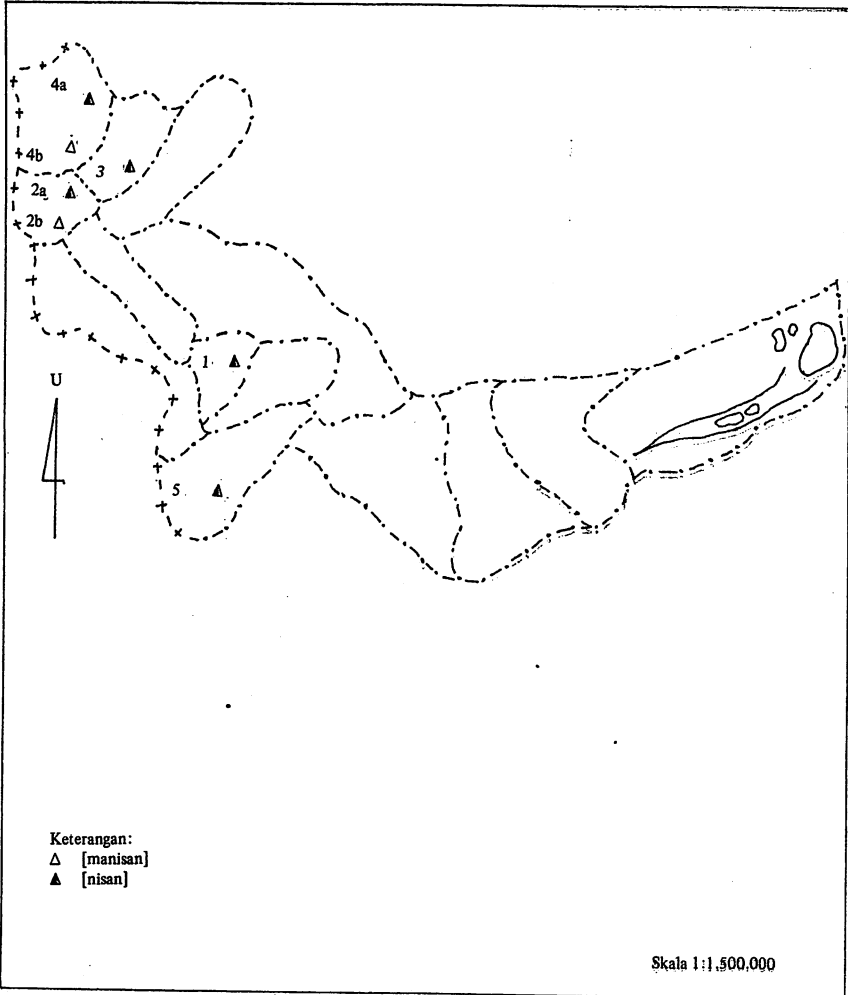 4a
4b
3
2a
2b
1
U
5
Keterangan:
[manisan]
[nisan]
Skala 1:1,500,000